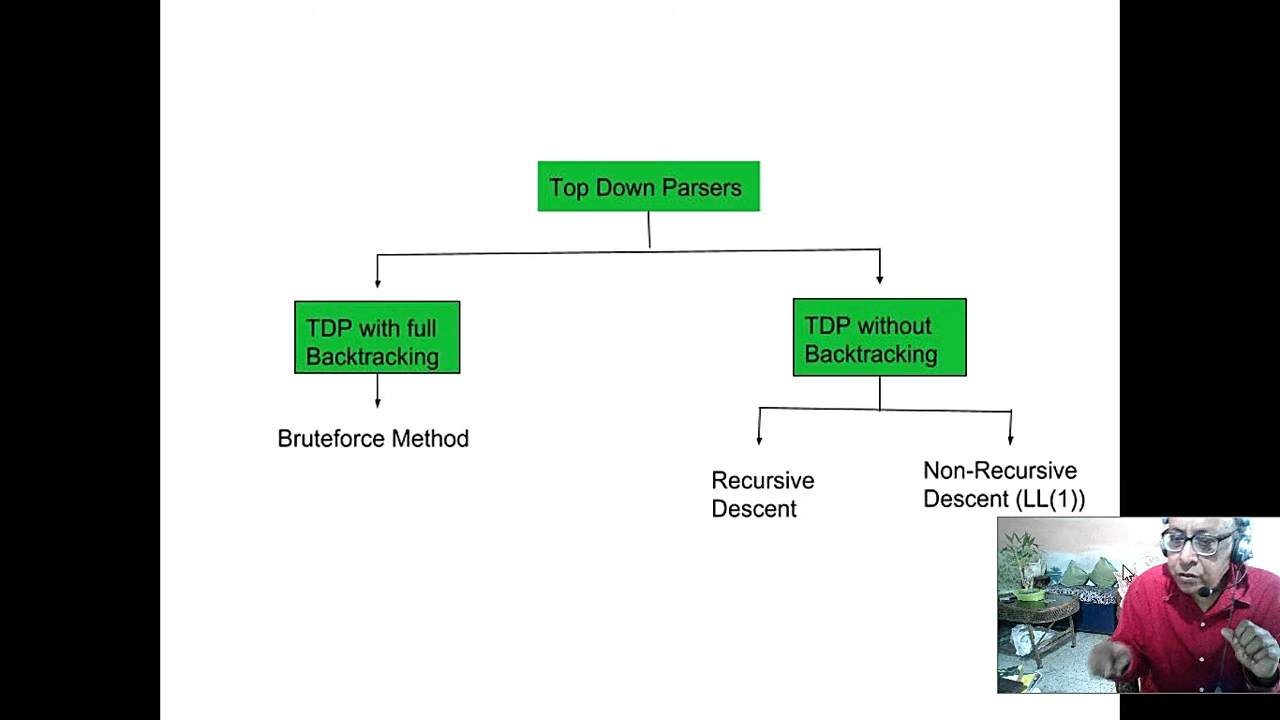 Top Down Parsers
TDP with full
Backtracking
TDP without
Backtracking
Bruteforce Method
Recursive
Descent
Non-Recursive
Descent (LL(1))